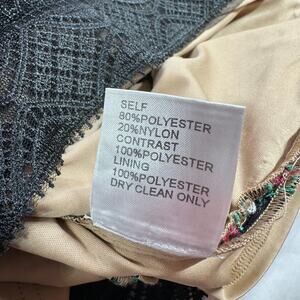 SELF
80%POLYESTER
20%NYLON
CONTRAST
100%POLYESTER
LINING
100%POLYESTER
DRY CLEAN ONLY